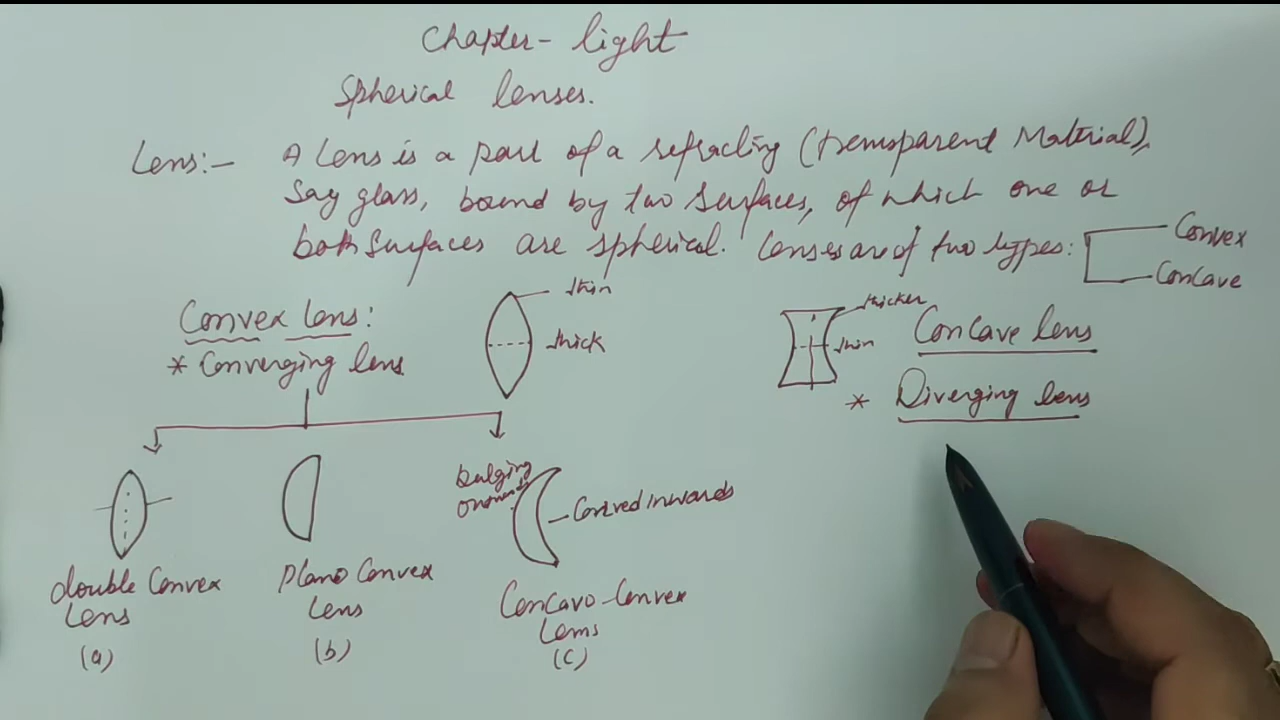 Chapter - light
Spherical lenses.
Lens:- A lens is a part of a refracting (transparent Material),
Say glass, bound by two surfaces, of which one or
both surfaces are spherical. Lenses are of two types:
Convex
Concave
Convex lens:
* Converging lens
thin
thick
thicker
thin
Concave lens
* Diverging lens
double Convex
Lens
(a)
Plano Convex
Lens
(b)
Bulging
Curved inwards
Concavo-Convex
Lens
(c)